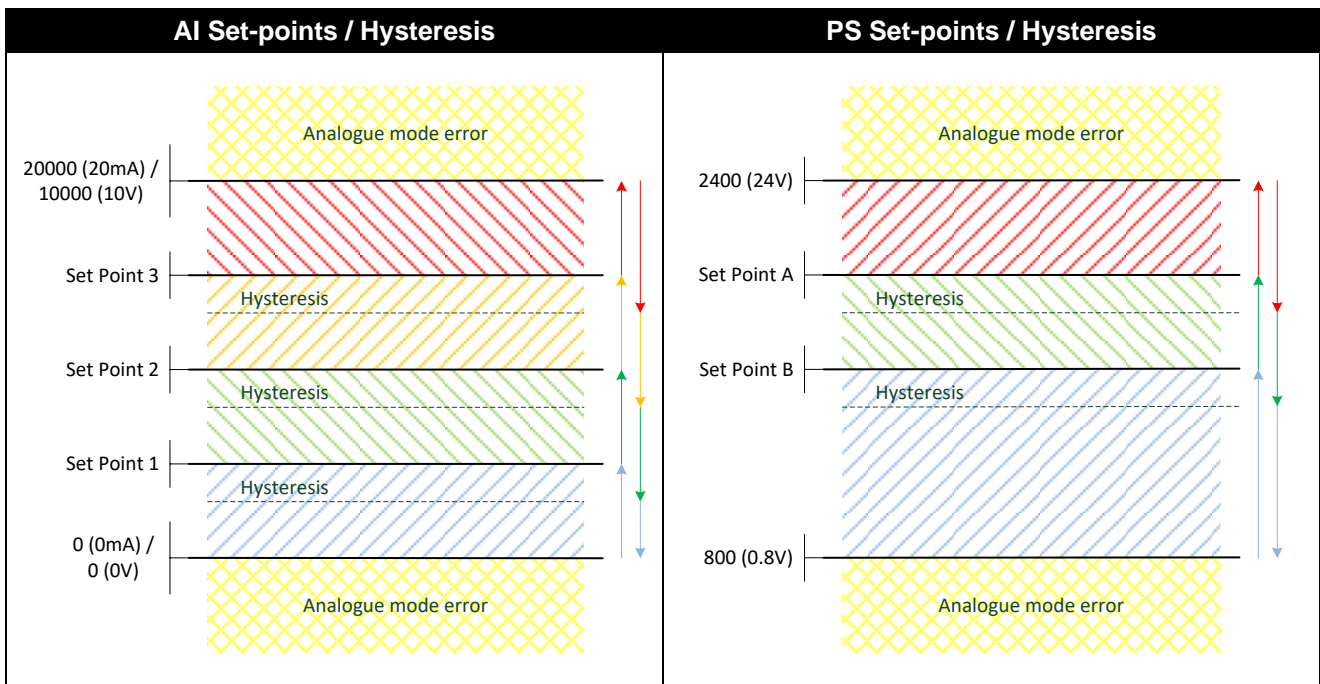 AI Set-points / Hysteresis
Analogue mode error
20000 (20mA) /
10000 (10V)
Set Point 3
Hysteresis
Set Point 2
Hysteresis
Set Point 1
Hysteresis
0 (0mA) /
0 (0V)
Analogue mode error
PS Set-points / Hysteresis
Analogue mode error
2400 (24V)
Set Point A
Hysteresis
Set Point B
Hysteresis
800 (0.8V)
Analogue mode error